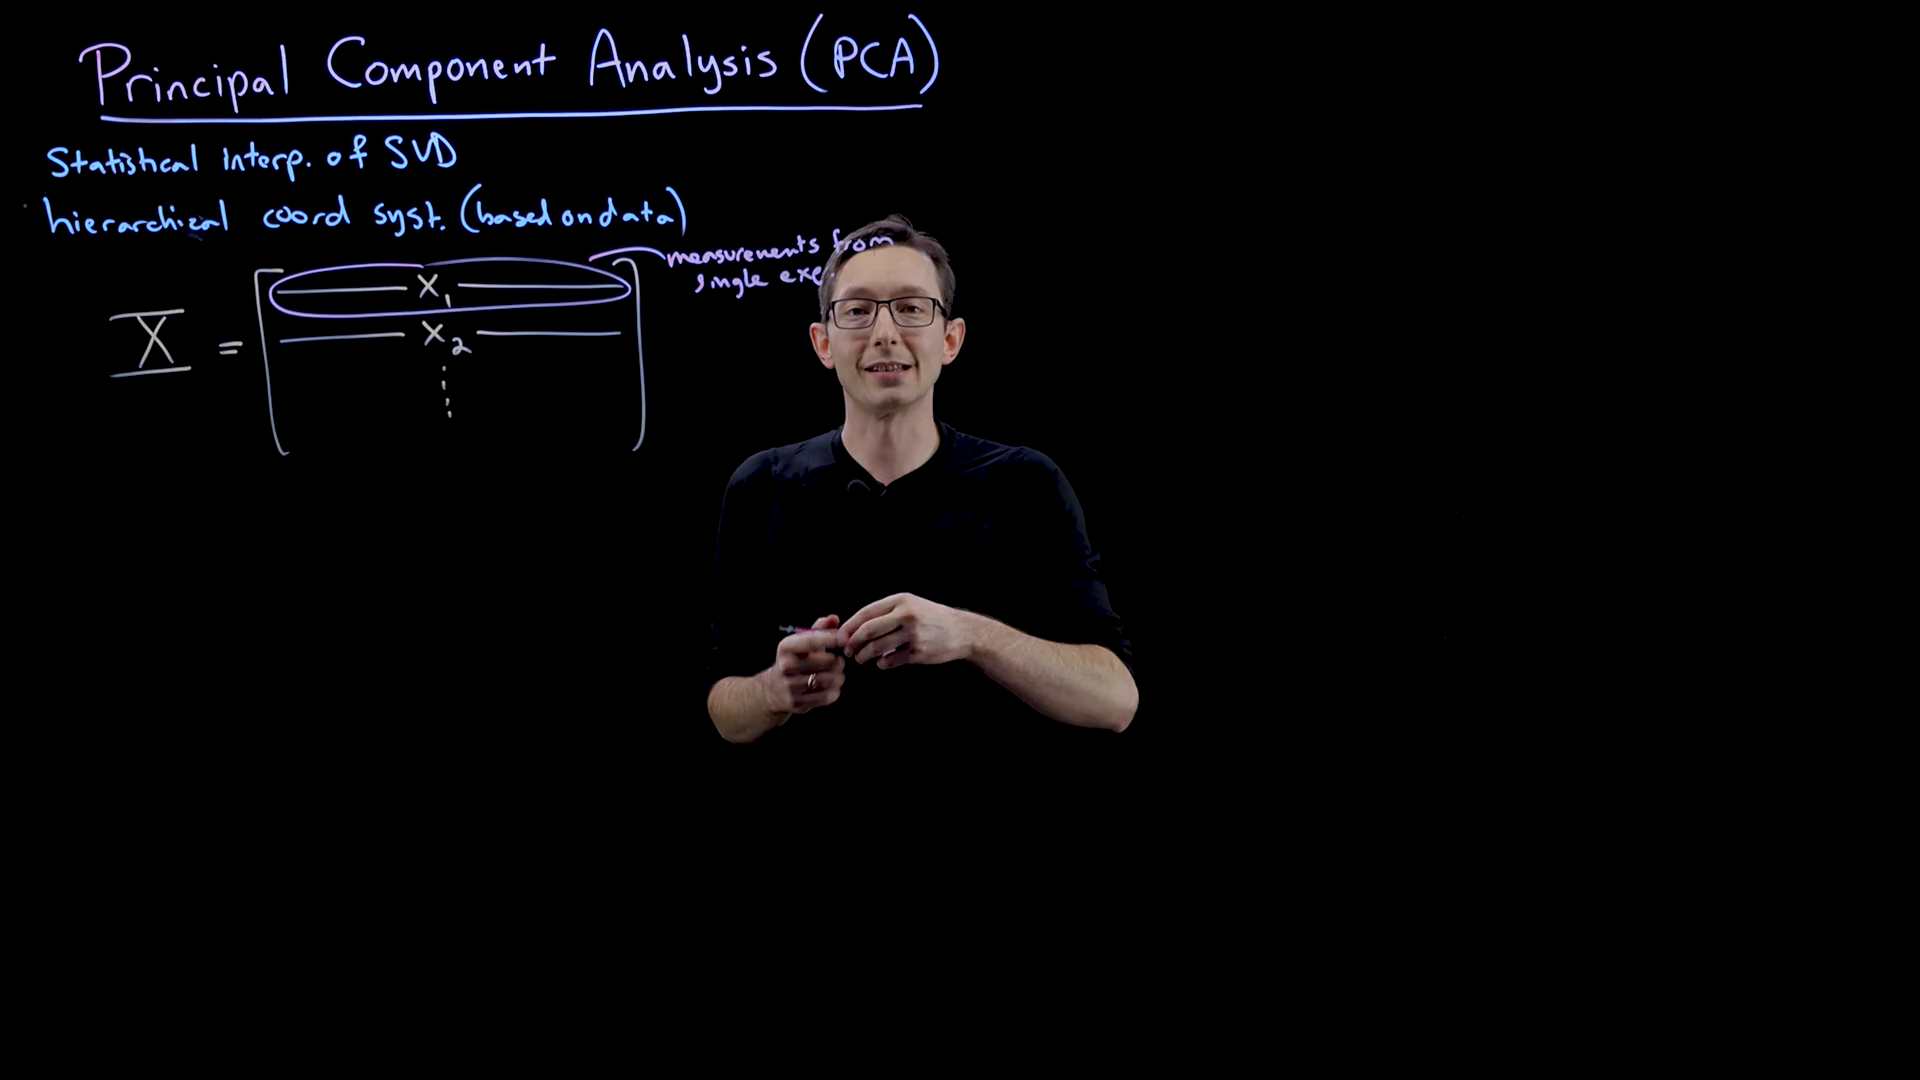 Principal Component Analysis (PCA)
Statistical interp. of SVD
hierarchical coord syst. (based on data)
measurements from
single
X = [ x1
x2